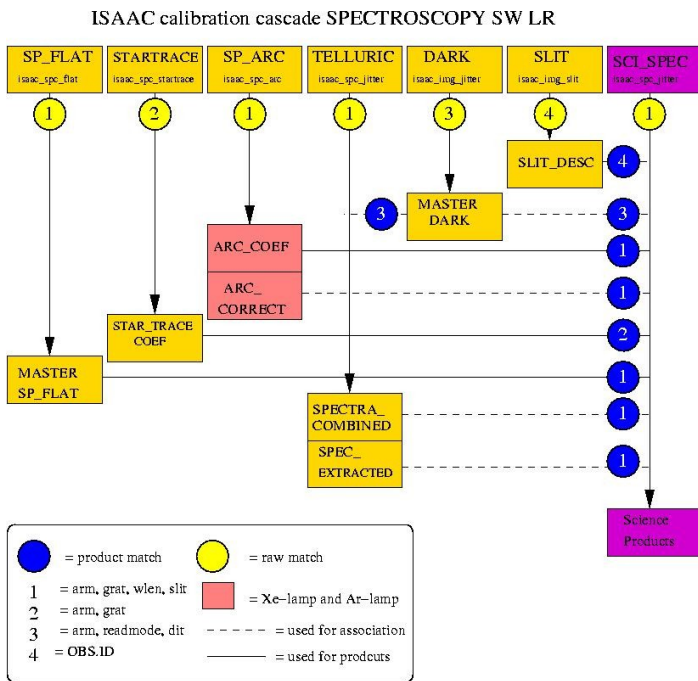 ISAAC calibration cascade SPECTROSCOPY SW LR
SP_FLAT
isaac_spc_flat
STARTRACE
isaac_spc_startrace
SP_ARC
isaac_spc_arc
TELLURIC
isaac_spc_jitter
DARK
isaac_img_jitter
SLIT
isaac_img_slit
SCI_SPEC
isaac_spc_jitter
1
2
1
1
3
4
1
SLIT_DESC
4
3
MASTER
DARK
3
ARC_COEF
1
ARC_
CORRECT
1
STAR_TRACE
COEF
2
MASTER
SP_FLAT
1
SPECTRA_
COMBINED
1
SPEC_
EXTRACTED
1
Science
Products
= product match
= raw match
1 = arm, grat, wlen, slit
2 = arm, grat
3 = arm, readmode, dit
4 = OBS.ID
= Xe-lamp and Ar-lamp
= used for association
= used for prodcuts